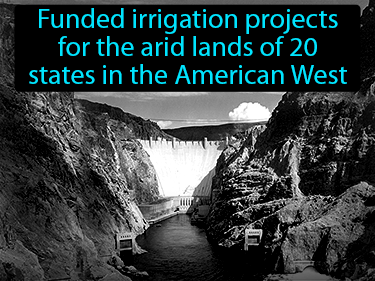 Funded irrigation projects
for the arid lands of 20
states in the American West